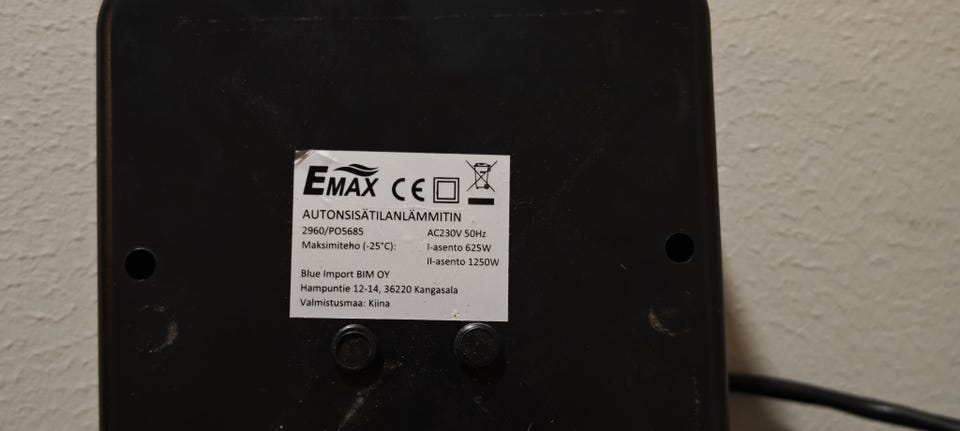 EMAX CE
AUTONSISÄTILANLÄMMITIN
2960/PO5685 AC230V 50Hz
Maksimiteho (-25°C): I-asento 625W
II-asento 1250W
Blue Import BIM OY
Hampuntie 12-14, 36220 Kangasala
Valmistusmaa: Kiina